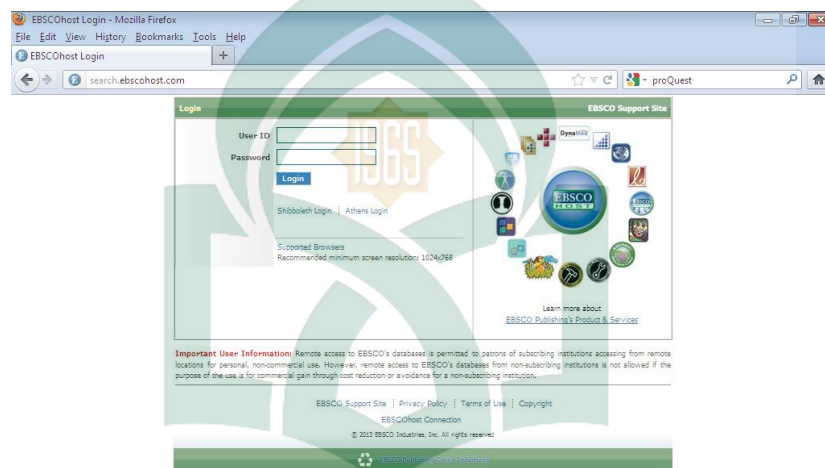 EBSCOhost Login - Mozilla Firefox
File Edit View History Bookmarks Tools Help
EBSCOhost Login
search.ebscohost.com proQuest
Login EBSCO Support Site
User ID
Password
Login
Shibboleth Login | Athens Login
Supported Browsers
Recommended minimum screen resolution: 1024x768
DynaMed
EBSCO
HOST
1965
Learn more about
EBSCO Publishing's Product & Services
Important User Information: Remote access to EBSCO's databases is permitted to patrons of subscribing institutions accessing from remote
locations for personal, non-commercial use. However, remote access to EBSCO's databases from non-subscribing institutions is not allowed if the
purpose of the use is for commercial gain through cost reduction or avoidance for a non-subscribing institution.
EBSCO Support Site | Privacy Policy | Terms of Use | Copyright
EBSCOhost Connection
© 2013 EBSCO Industries, Inc. All rights reserved
EBSCO Publishing Green Initiatives